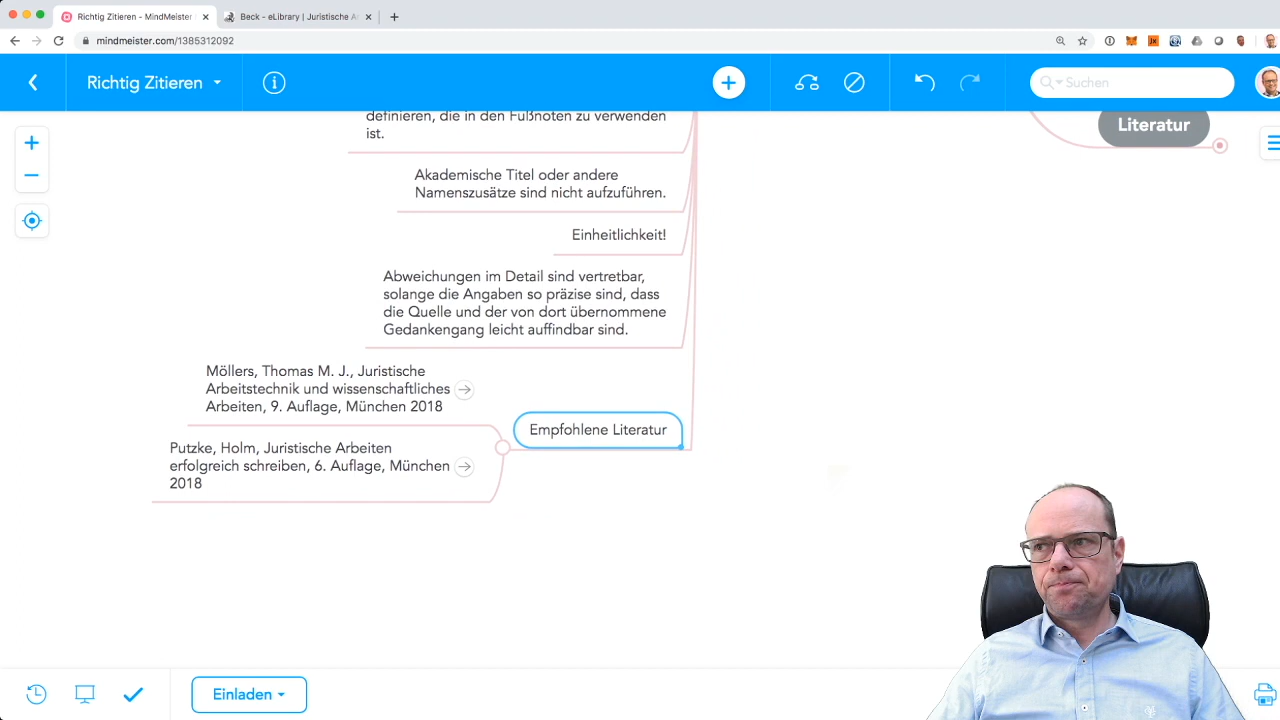 Richtig Zitieren - MindMeister
Beck - eLibrary | Juristische A
mindmeister.com/1385312092
Richtig Zitieren
Suchen
definieren, die in den Fußnoten zu verwenden
ist.
Literatur
Akademische Titel oder andere
Namenszusätze sind nicht aufzuführen.
Einheitlichkeit!
Abweichungen im Detail sind vertretbar,
solange die Angaben so präzise sind, dass
die Quelle und der von dort übernommene
Gedankengang leicht auffindbar sind.
Möllers, Thomas M. J., Juristische
Arbeitstechnik und wissenschaftliches
Arbeiten, 9. Auflage, München 2018
Empfohlene Literatur
Putzke, Holm, Juristische Arbeiten
erfolgreich schreiben, 6. Auflage, München
2018
Einladen